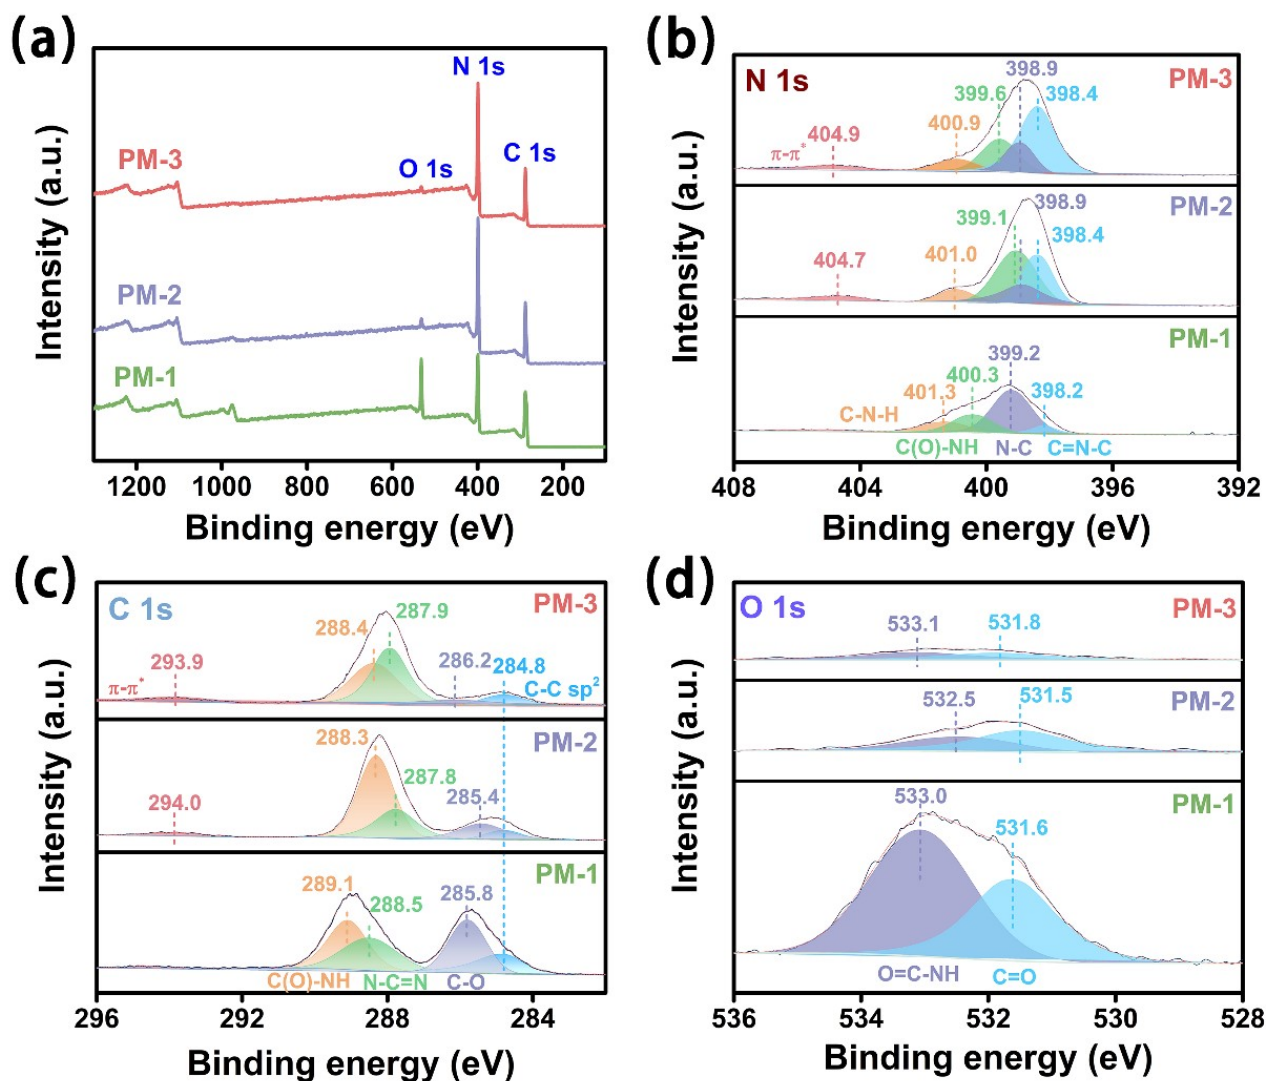 (a)
N 1s
O 1s
C 1s
PM-3
PM-2
PM-1
Intensity (a.u.)
1200 1000 800 600 400 200
Binding energy (eV)
(b)
N 1s
PM-3
398.9
399.6
398.4
400.9
404.9
π-π*
PM-2
398.9
399.1
398.4
401.0
404.7
PM-1
399.2
400.3
401.3
398.2
C-N-H
C(O)-NH N-C C=N-C
Intensity (a.u.)
408 404 400 396 392
Binding energy (eV)
(c)
C 1s
PM-3
287.9
288.4
293.9
286.2
284.8
π-π*
C-C sp²
PM-2
288.3
287.8
294.0
285.4
PM-1
289.1
288.5
285.8
C(O)-NH N-C=N C-O
Intensity (a.u.)
296 292 288 284
Binding energy (eV)
(d)
O 1s
PM-3
533.1
531.8
PM-2
532.5
531.5
PM-1
533.0
531.6
O=C-NH C=O
Intensity (a.u.)
536 534 532 530 528
Binding energy (eV)